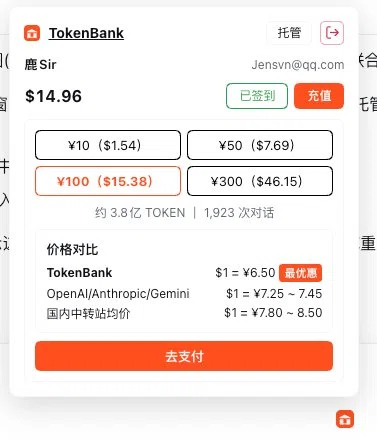 TokenBank 托管
鹿Sir Jensvn@qq.com
$14.96 已签到 充值
¥10（$1.54） ¥50（$7.69）
¥100（$15.38） ¥300（$46.15）
约 3.8亿 TOKEN | 1,923 次对话
价格对比
TokenBank $1 = ¥6.50 最优惠
OpenAI/Anthropic/Gemini $1 = ¥7.25 ~ 7.45
国内中转站均价 $1 = ¥7.80 ~ 8.50
去支付